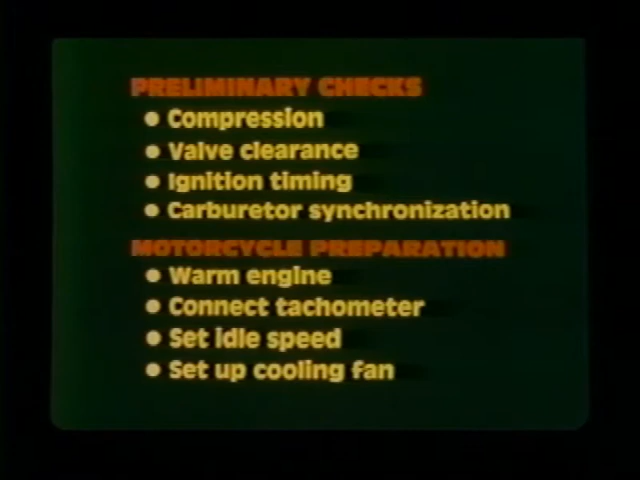 PRELIMINARY CHECKS
● Compression
● Valve clearance
● Ignition timing
● Carburetor synchronization
MOTORCYCLE PREPARATION
● Warm engine
● Connect tachometer
● Set idle speed
● Set up cooling fan